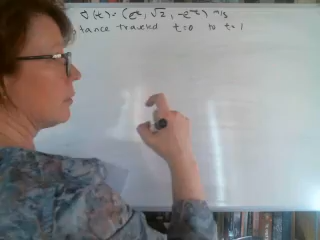 v(t) = (e^t, √2, -e^-t) m/s
tance traveled t=0 to t=1